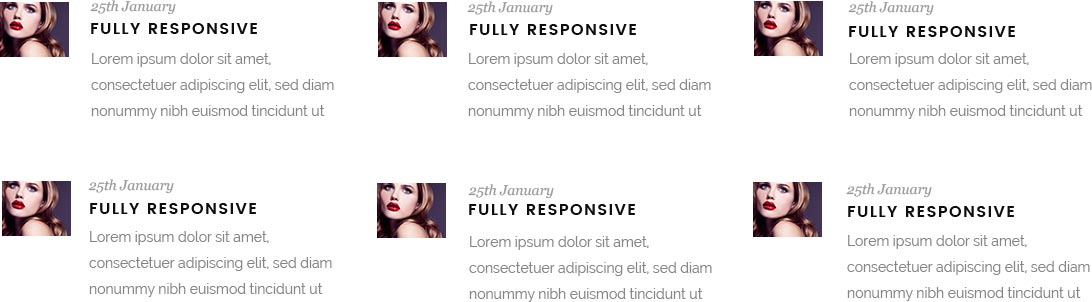 25th January
FULLY RESPONSIVE
Lorem ipsum dolor sit amet,
consectetuer adipiscing elit, sed diam
nonummy nibh euismod tincidunt ut
25th January
FULLY RESPONSIVE
Lorem ipsum dolor sit amet,
consectetuer adipiscing elit, sed diam
nonummy nibh euismod tincidunt ut
25th January
FULLY RESPONSIVE
Lorem ipsum dolor sit amet,
consectetuer adipiscing elit, sed diam
nonummy nibh euismod tincidunt ut
25th January
FULLY RESPONSIVE
Lorem ipsum dolor sit amet,
consectetuer adipiscing elit, sed diam
nonummy nibh euismod tincidunt ut
25th January
FULLY RESPONSIVE
Lorem ipsum dolor sit amet,
consectetuer adipiscing elit, sed diam
nonummy nibh euismod tincidunt ut
25th January
FULLY RESPONSIVE
Lorem ipsum dolor sit amet,
consectetuer adipiscing elit, sed diam
nonummy nibh euismod tincidunt ut